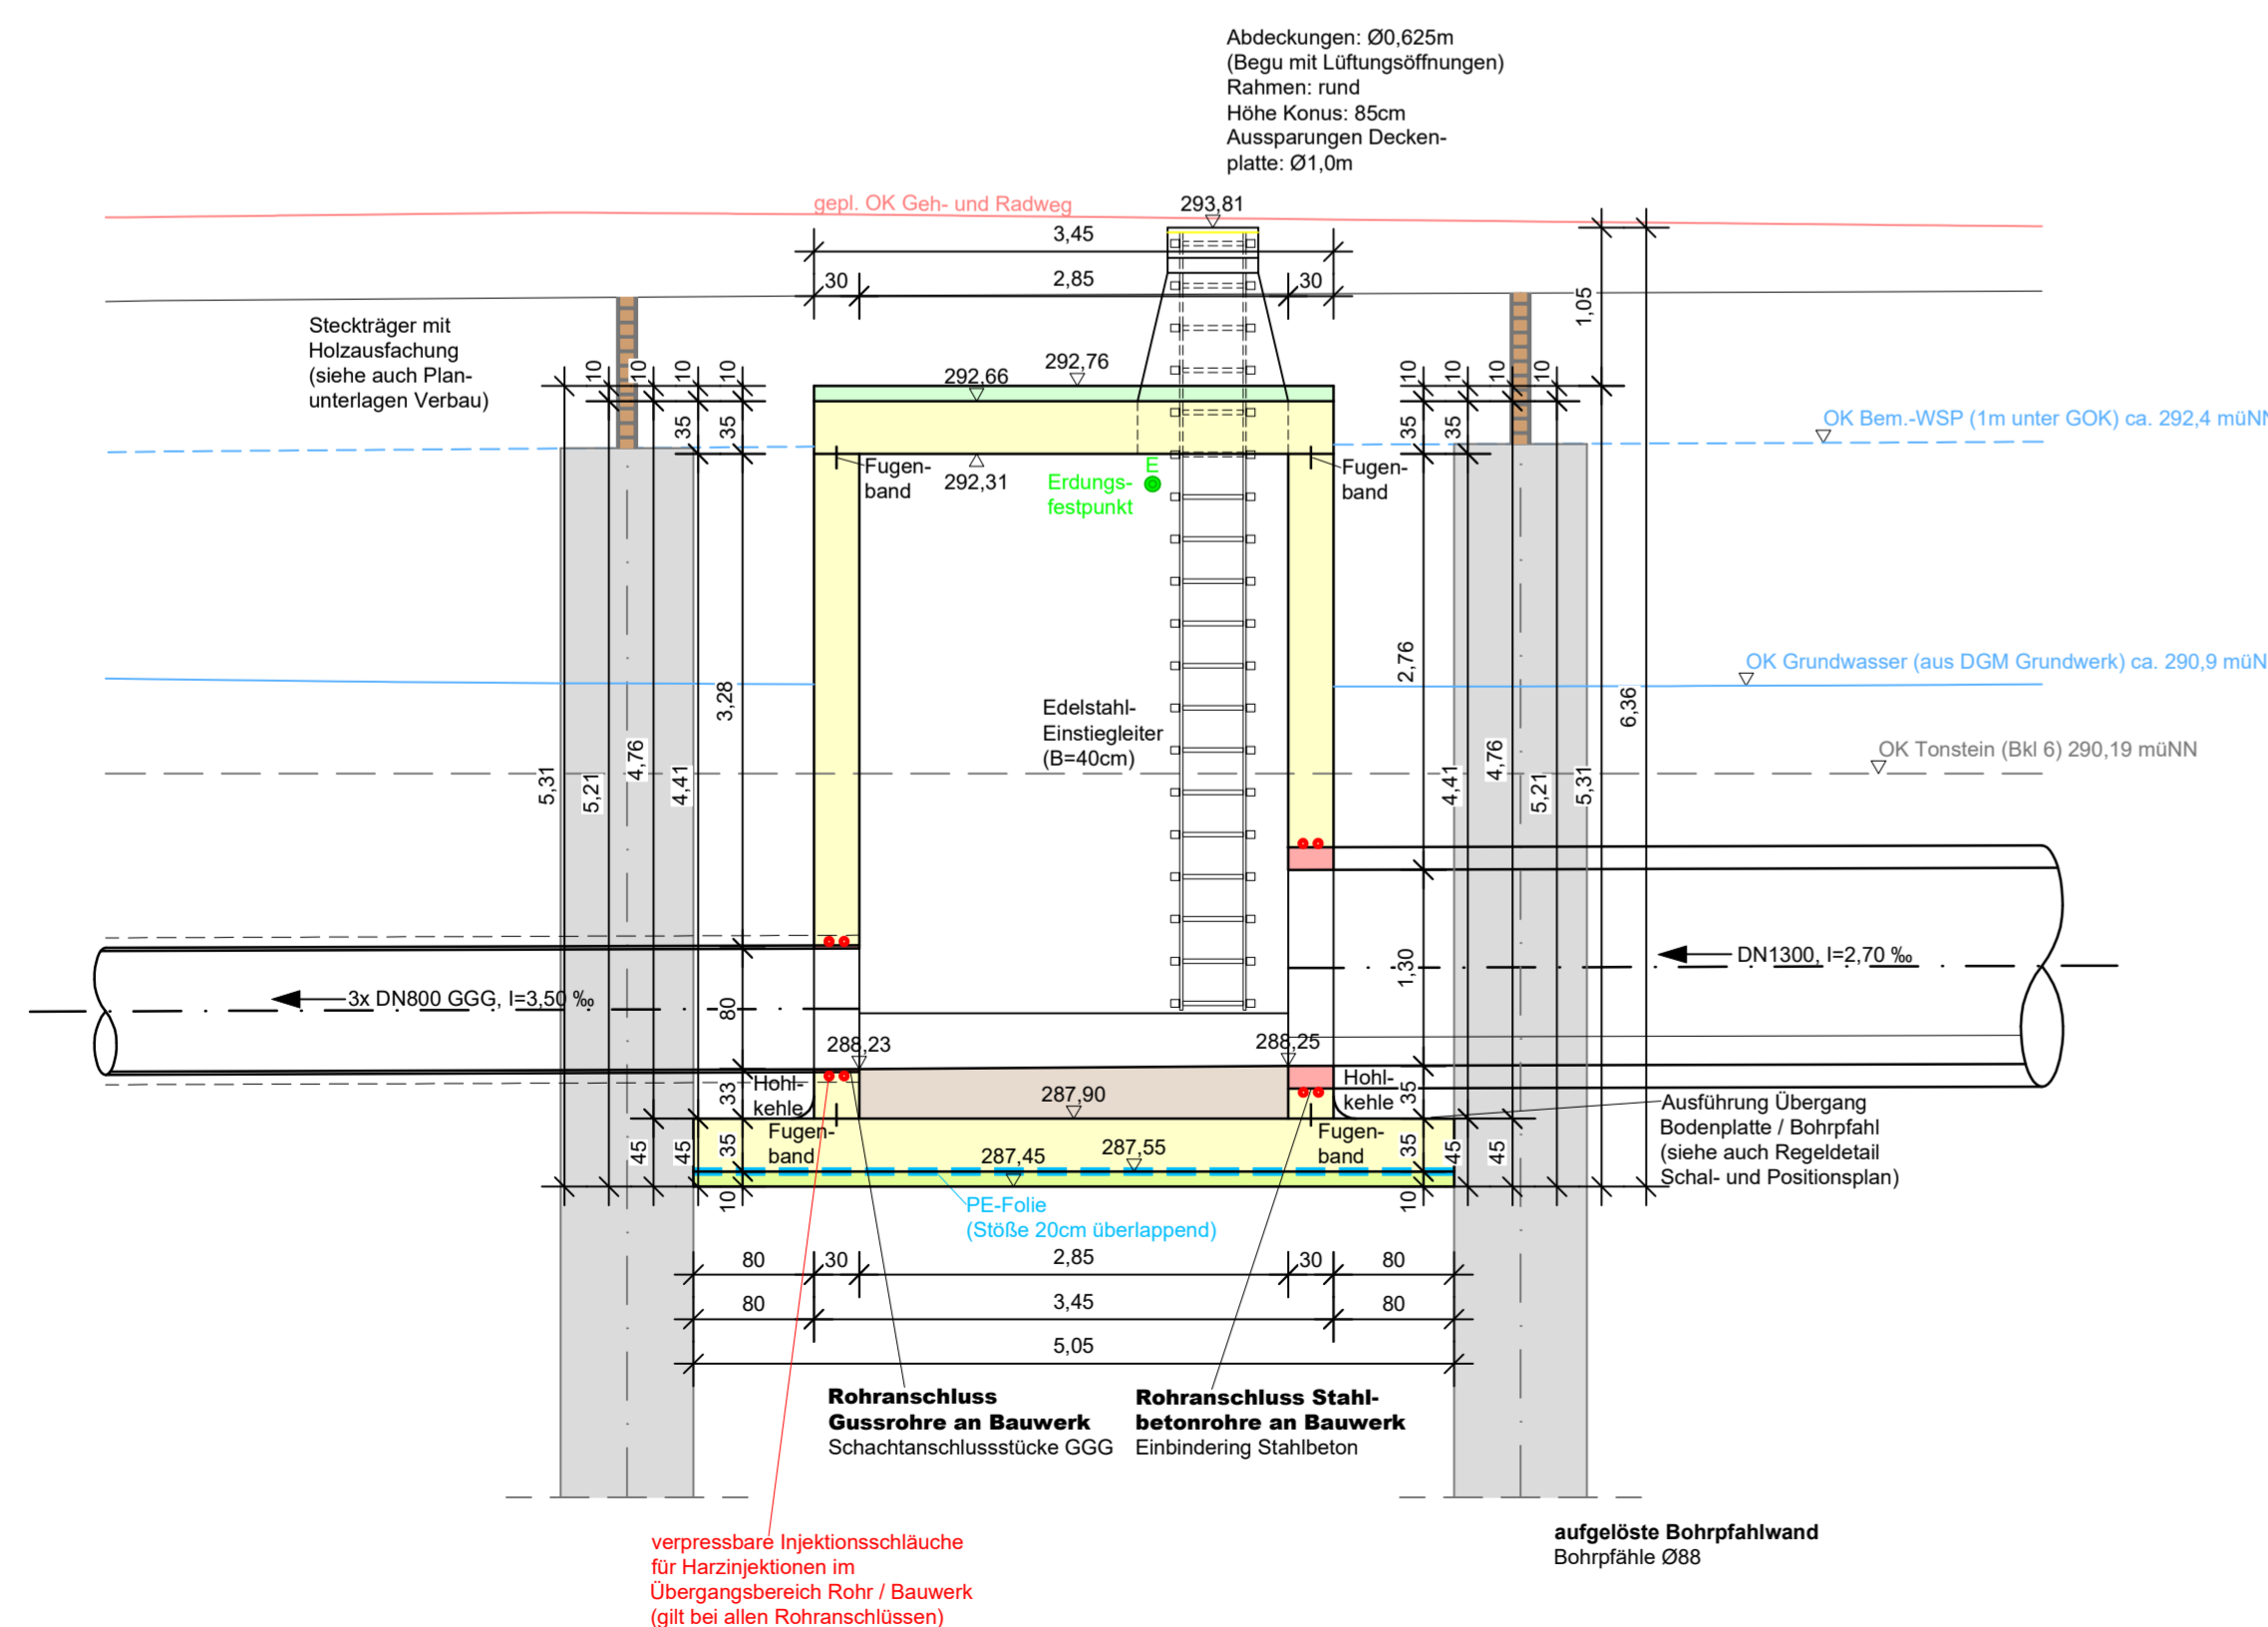 Abdeckungen: Ø0,625m
(Begu mit Lüftungsöffnungen)
Rahmen: rund
Höhe Konus: 85cm
Aussparungen Decken-
platte: Ø1,0m
gepl. OK Geh- und Radweg
293,81
3,45
30
2,85
30
1,05
Steckträger mit
Holzausfachung
(siehe auch Plan-
unterlagen Verbau)
10
10
10
10
292,66
292,76
10
10
10
10
35
35
35
35
OK Bem.-WSP (1m unter GOK) ca. 292,4 müNN
Fugen-
band
292,31
Erdungs-
festpunkt
E
Fugen-
band
OK Grundwasser (aus DGM Grundwerk) ca. 290,9 müN
3,28
2,76
6,36
Edelstahl-
Einstiegleiter
(B=40cm)
OK Tonstein (Bkl 6) 290,19 müNN
5,31
5,21
4,76
4,41
4,41
4,76
5,21
5,31
3x DN800 GGG, I=3,50 ‰
80
1,30
DN1300, I=2,70 ‰
288,23
288,25
33
Hohl-
kehle
287,90
Hohl-
kehle
35
Ausführung Übergang
Bodenplatte / Bohrpfahl
(siehe auch Regeldetail
Schal- und Positionsplan)
45
45
35
Fugen-
band
287,45
287,55
Fugen-
band
35
45
45
10
10
PE-Folie
(Stöße 20cm überlappend)
80
30
2,85
30
80
80
3,45
80
5,05
Rohranschluss
Gussrohre an Bauwerk
Schachtanschlussstücke GGG
Rohranschluss Stahl-
betonrohre an Bauwerk
Einbindering Stahlbeton
verpressbare Injektionsschläuche
für Harzinjektionen im
Übergangsbereich Rohr / Bauwerk
(gilt bei allen Rohranschlüssen)
aufgelöste Bohrpfahlwand
Bohrpfähle Ø88